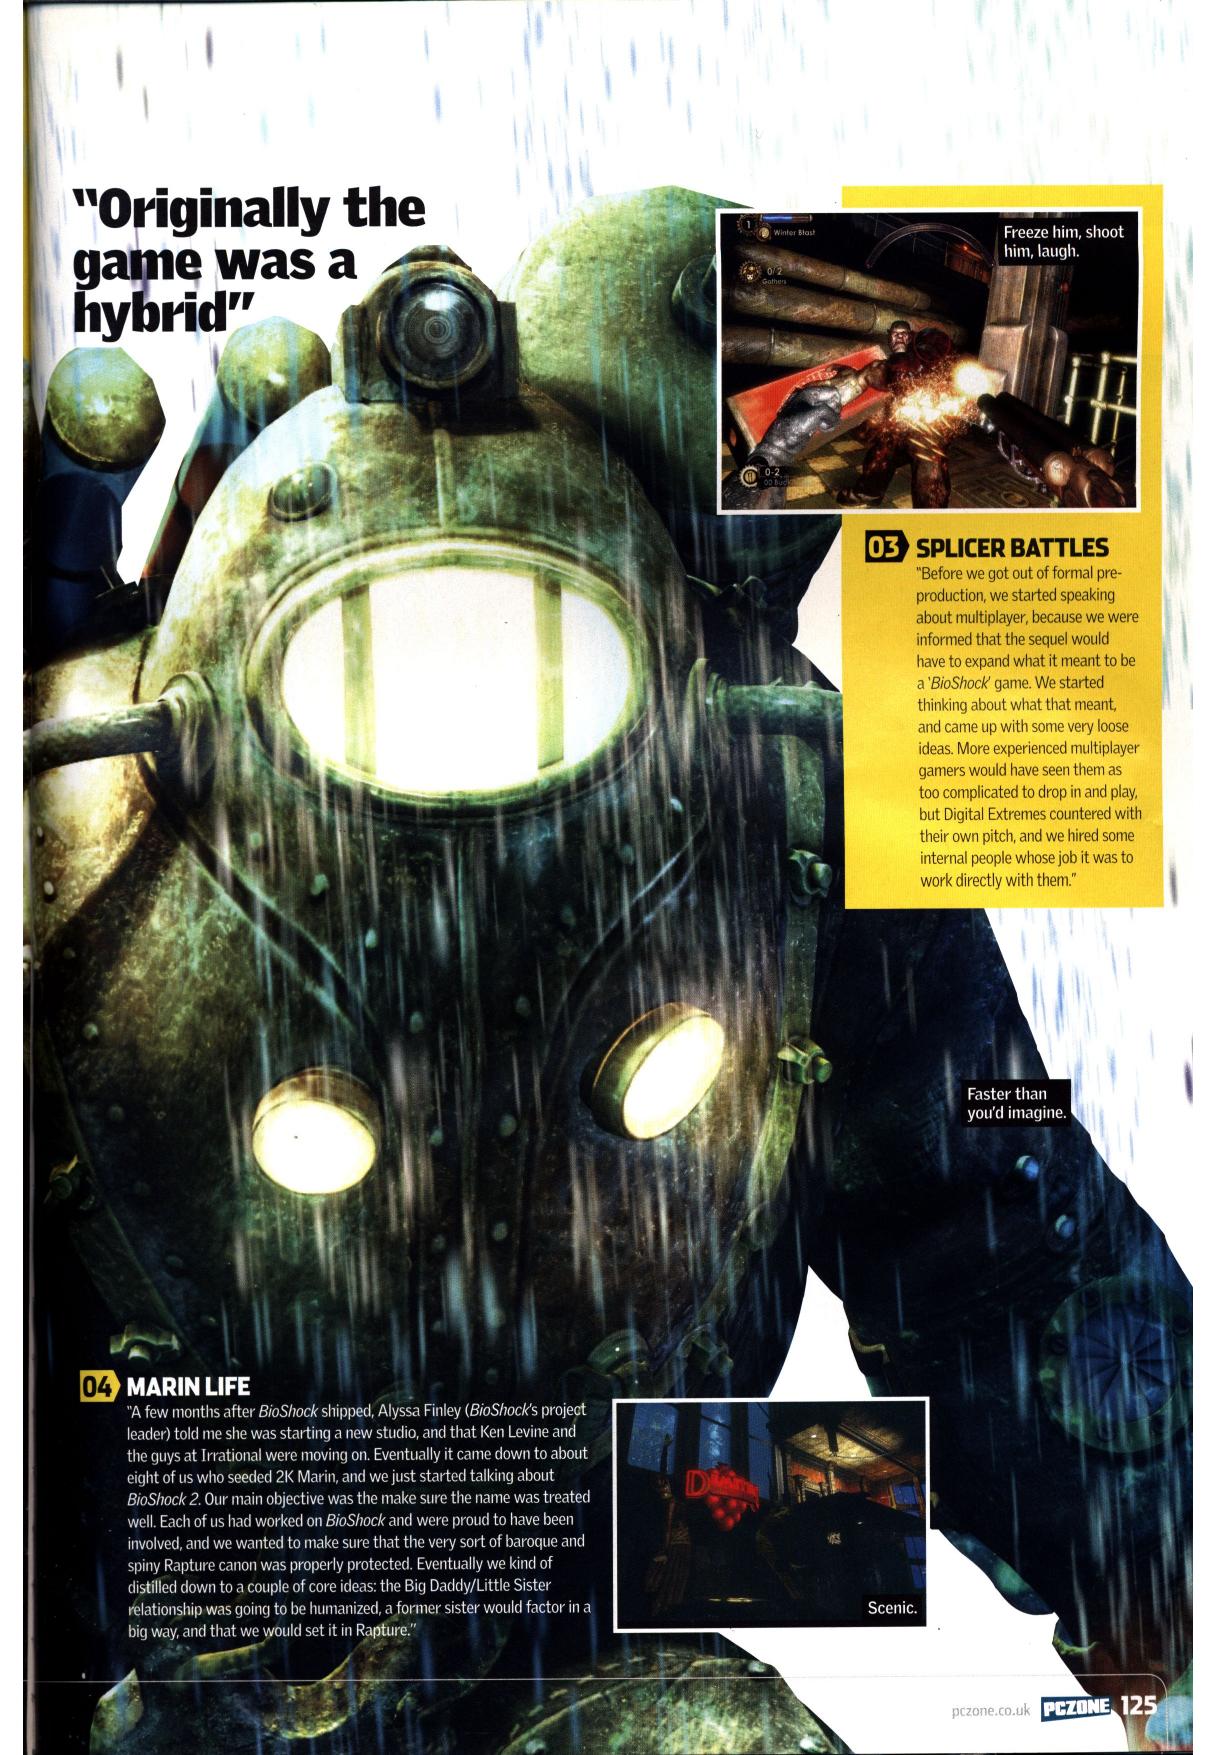 “Originally the
game was a
hybrid”
1
Winter Blast
0/2
Gathers
Freeze him, shoot
him, laugh.
0-2
00 Buck
03 SPLICER BATTLES
“Before we got out of formal pre-
production, we started speaking
about multiplayer, because we were
informed that the sequel would
have to expand what it meant to be
a ‘BioShock’ game. We started
thinking about what that meant,
and came up with some very loose
ideas. More experienced multiplayer
gamers would have seen them as
too complicated to drop in and play,
but Digital Extremes countered with
their own pitch, and we hired some
internal people whose job it was to
work directly with them.”
Faster than
you’d imagine.
04 MARIN LIFE
“A few months after BioShock shipped, Alyssa Finley (BioShock’s project
leader) told me she was starting a new studio, and that Ken Levine and
the guys at Irrational were moving on. Eventually it came down to about
eight of us who seeded 2K Marin, and we just started talking about
BioShock 2. Our main objective was the make sure the name was treated
well. Each of us had worked on BioShock and were proud to have been
involved, and we wanted to make sure that the very sort of baroque and
spiny Rapture canon was properly protected. Eventually we kind of
distilled down to a couple of core ideas: the Big Daddy/Little Sister
relationship was going to be humanized, a former sister would factor in a
big way, and that we would set it in Rapture.”
Scenic.
pczone.co.uk PCZONE 125